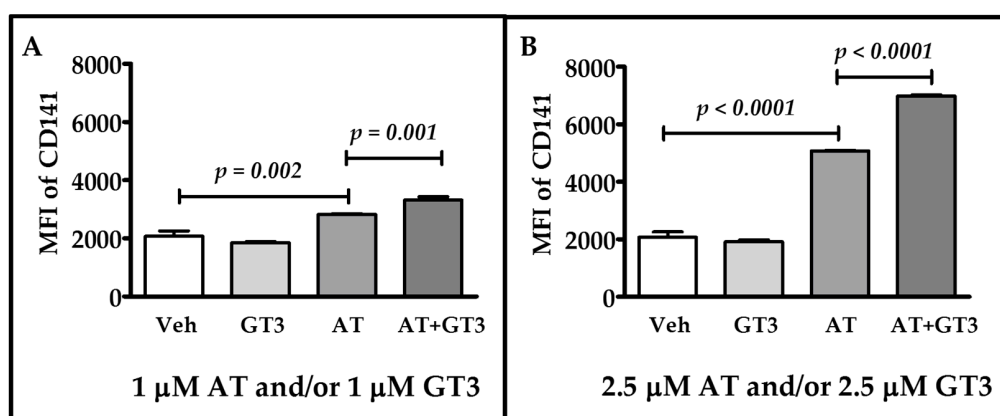 A
MFI of CD141
8000
6000
4000
2000
0
p = 0.002
p = 0.001
Veh GT3 AT AT+GT3
1 μM AT and/or 1 μM GT3
B
MFI of CD141
8000
6000
4000
2000
0
p < 0.0001
p < 0.0001
Veh GT3 AT AT+GT3
2.5 μM AT and/or 2.5 μM GT3